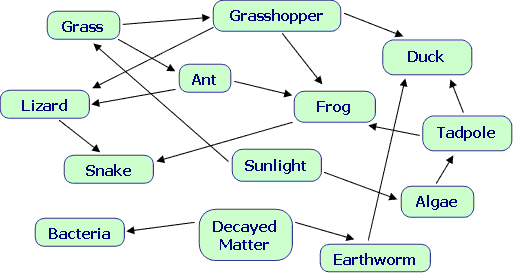 Grasshopper
Grass
Duck
Ant
Lizard
Frog
Tadpole
Snake
Sunlight
Algae
Decayed
Matter
Bacteria
Earthworm